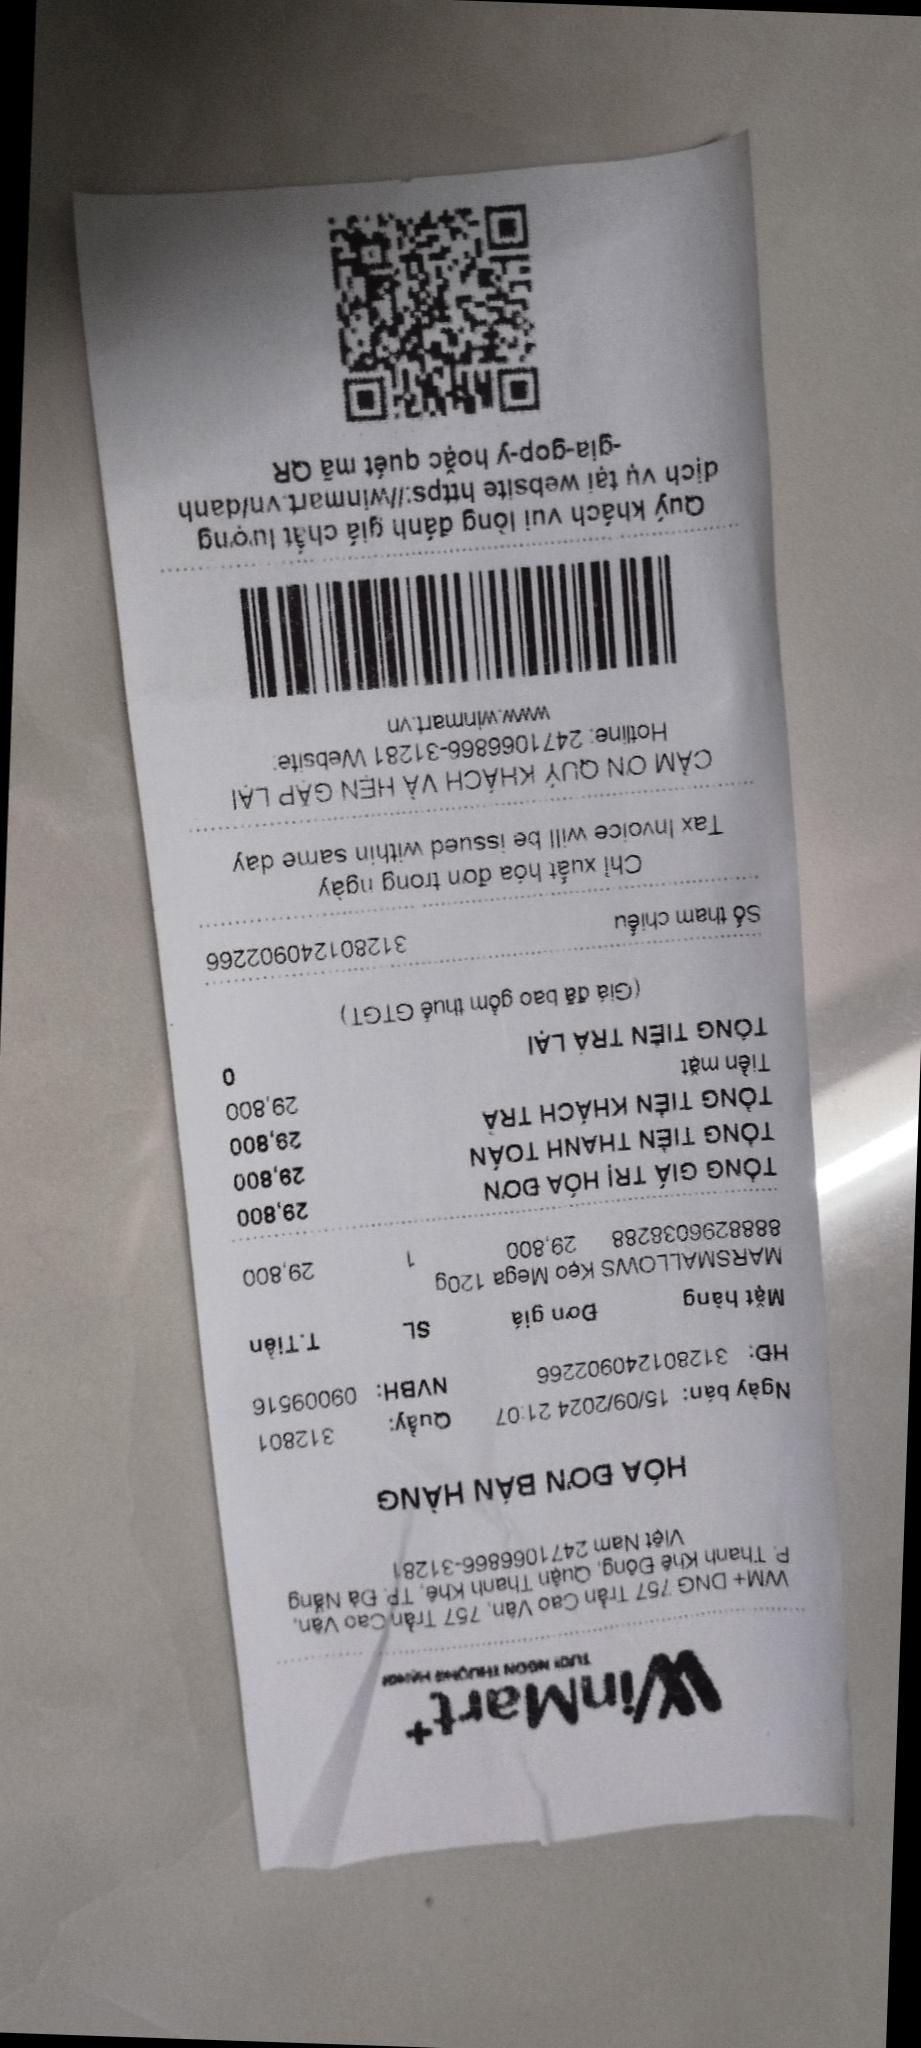 WinMart+
TƯƠI NGON THƯỢNG HẠNG
WM+ DNG 757 Trần Cao Vân, 757 Trần Cao Vân,
P. Thanh Khê Đông, Quận Thanh Khê, TP. Đà Nẵng
Việt Nam 2471066866-31281
HÓA ĐƠN BÁN HÀNG
Ngày bán: 15/09/2024 21:07 Quầy: 312801
HĐ: 312801240902266 NVBH: 09009516
Mặt hàng Đơn giá SL T.Tiền
MARSMALLOWS Kẹo Mega 120g
8888296038288 29,800 1 29,800
TỔNG GIÁ TRỊ HÓA ĐƠN 29,800
TỔNG TIỀN THANH TOÁN 29,800
TỔNG TIỀN KHÁCH TRẢ 29,800
Tiền mặt 29,800
TỔNG TIỀN TRẢ LẠI 0
(Giá đã bao gồm thuế GTGT)
Số tham chiếu 312801240902266
Chỉ xuất hóa đơn trong ngày
Tax Invoice will be issued within same day
CẢM ƠN QUÝ KHÁCH VÀ HẸN GẶP LẠI
Hotline: 2471066866-31281 Website:
www.winmart.vn
Quý khách vui lòng đánh giá chất lượng
dịch vụ tại website https://winmart.vn/danh
-gia-gop-y hoặc quét mã QR